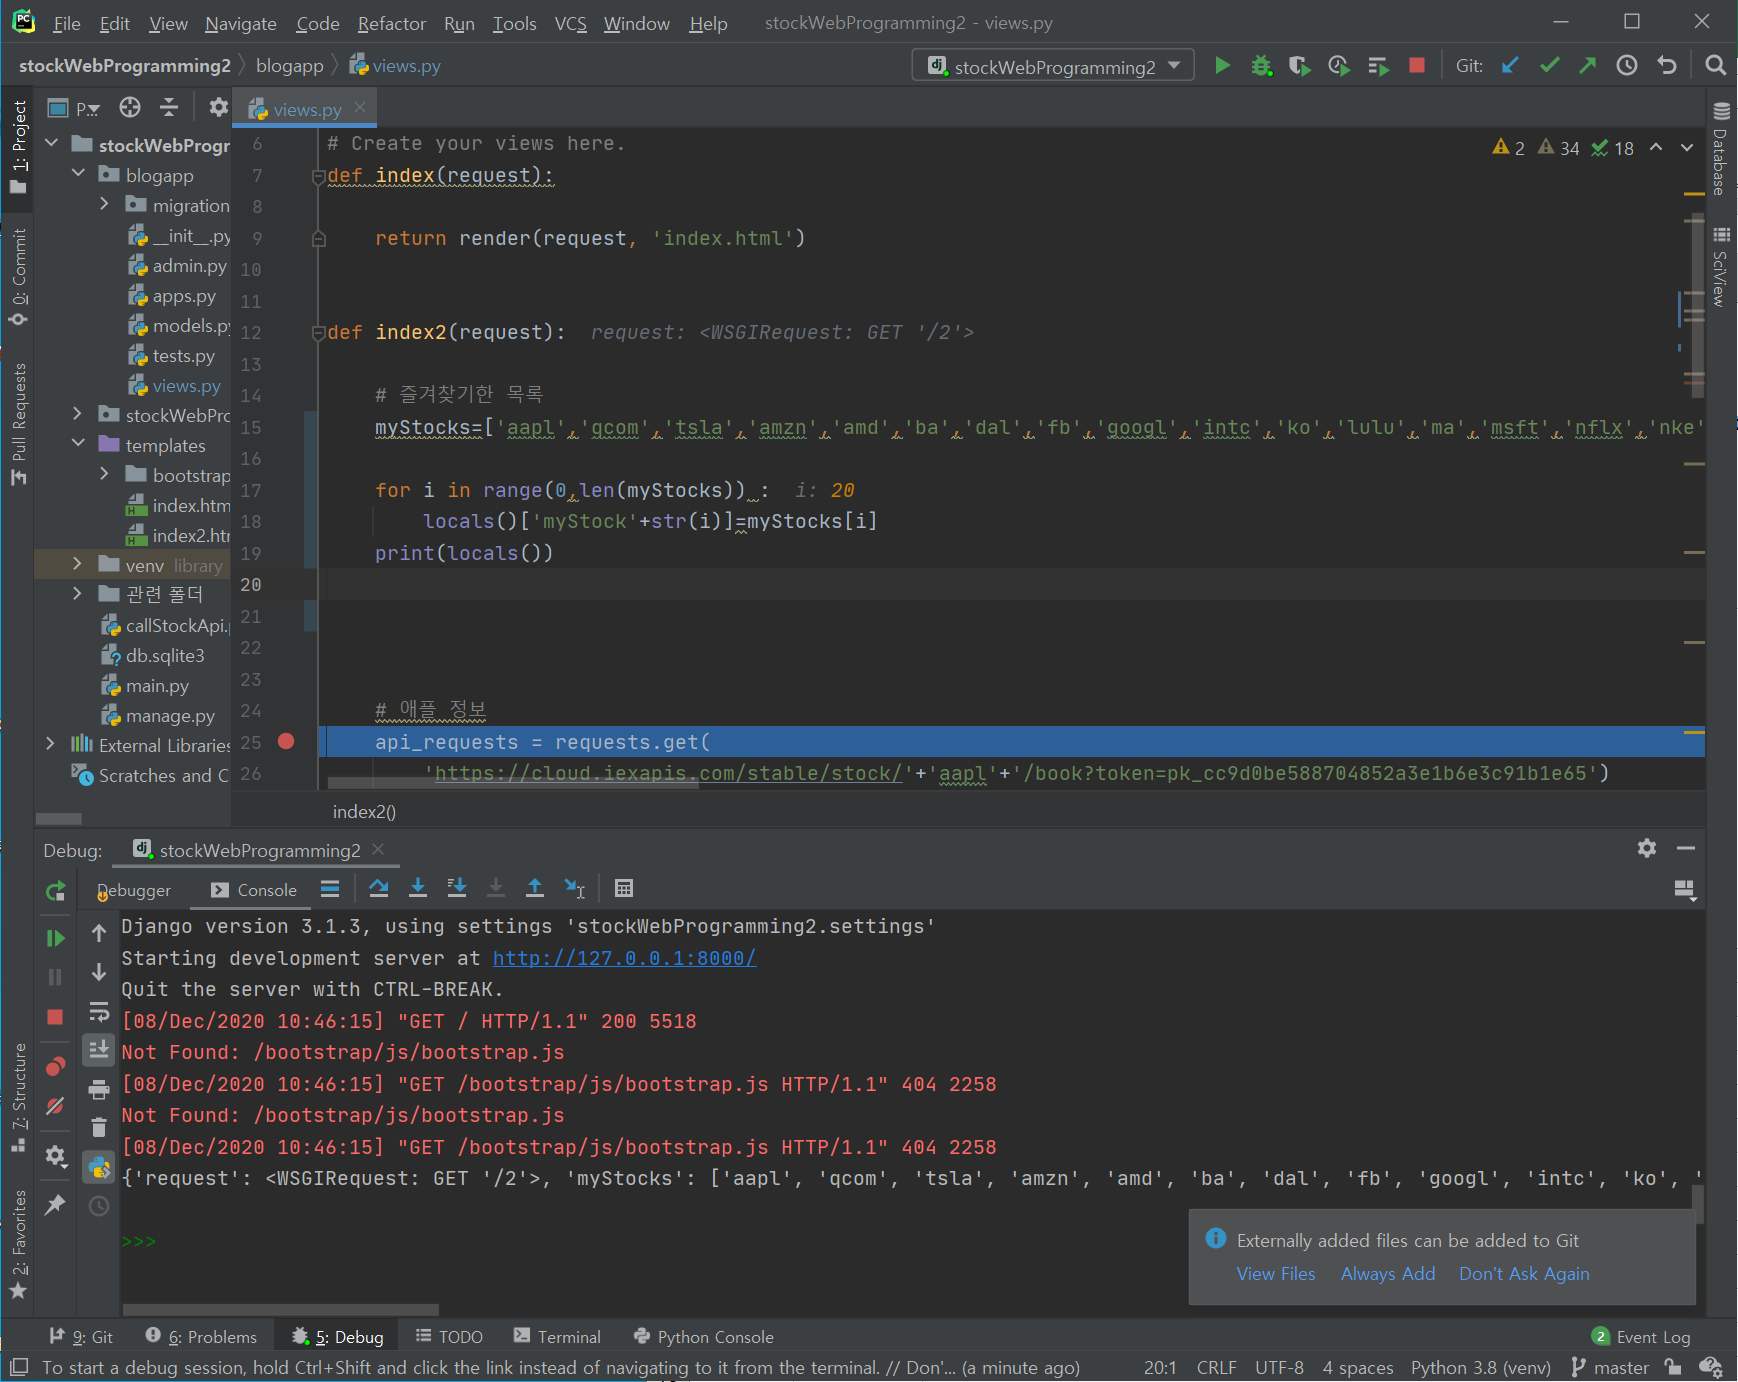 File Edit View Navigate Code Refactor Run Tools VCS Window Help stockWebProgramming2 - views.py
stockWebProgramming2 blogapp views.py stockWebProgramming2 Git:
1: Project
0: Commit
Pull Requests
7: Structure
2: Favorites
P...
stockWebProgr
blogapp
migration
__init__.py
admin.py
apps.py
models.py
tests.py
views.py
stockWebPro
templates
bootstrap
index.htm
index2.htm
venv library
관련 폴더
callStockApi.
db.sqlite3
main.py
manage.py
External Libraries
Scratches and C
views.py
2 34 18
6 # Create your views here.
7 def index(request):
8
9 return render(request, 'index.html')
10
11
12 def index2(request): request: <WSGIRequest: GET '/2'>
13
14 # 즐겨찾기한 목록
15 myStocks=['aapl','qcom','tsla','amzn','amd','ba','dal','fb','googl','intc','ko','lulu','ma','msft','nflx','nke'
16
17 for i in range(0,len(myStocks)) : i: 20
18 locals()['myStock'+str(i)]=myStocks[i]
19 print(locals())
20
21
22
23
24 # 애플 정보
25 api_requests = requests.get(
26 'https://cloud.iexapis.com/stable/stock/'+'aapl'+'/book?token=pk_cc9d0be588704852a3e1b6e3c91b1e65')
index2()
Database
SciView
Debug: stockWebProgramming2
Debugger Console
Django version 3.1.3, using settings 'stockWebProgramming2.settings'
Starting development server at http://127.0.0.1:8000/
Quit the server with CTRL-BREAK.
[08/Dec/2020 10:46:15] "GET / HTTP/1.1" 200 5518
Not Found: /bootstrap/js/bootstrap.js
[08/Dec/2020 10:46:15] "GET /bootstrap/js/bootstrap.js HTTP/1.1" 404 2258
Not Found: /bootstrap/js/bootstrap.js
[08/Dec/2020 10:46:15] "GET /bootstrap/js/bootstrap.js HTTP/1.1" 404 2258
{'request': <WSGIRequest: GET '/2'>, 'myStocks': ['aapl', 'qcom', 'tsla', 'amzn', 'amd', 'ba', 'dal', 'fb', 'googl', 'intc', 'ko', '
>>>
Externally added files can be added to Git
View Files Always Add Don't Ask Again
9: Git 6: Problems 5: Debug TODO Terminal Python Console 2 Event Log
To start a debug session, hold Ctrl+Shift and click the link instead of navigating to it from the terminal. // Don'... (a minute ago) 20:1 CRLF UTF-8 4 spaces Python 3.8 (venv) master